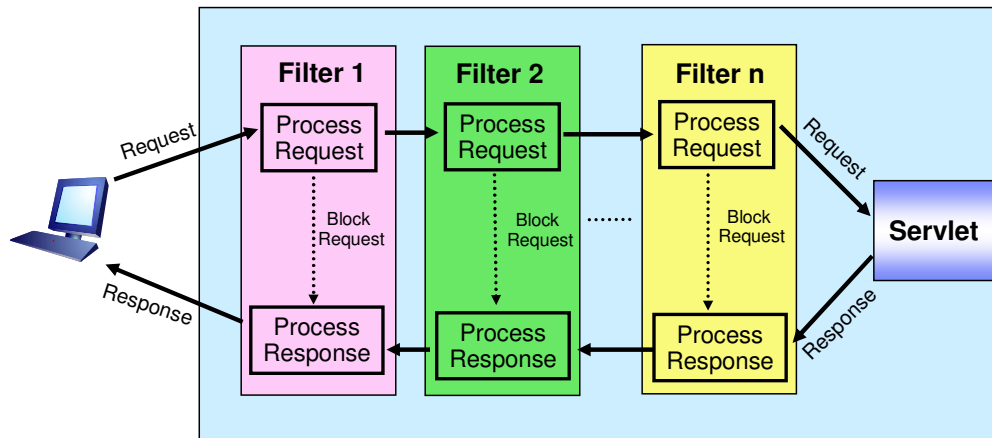 Filter 1
Filter 2
Filter n
Process
Request
Process
Request
Process
Request
Request
Request
Block
Request
Block
Request
Block
Request
Servlet
Response
Process
Response
Process
Response
Process
Response
Response